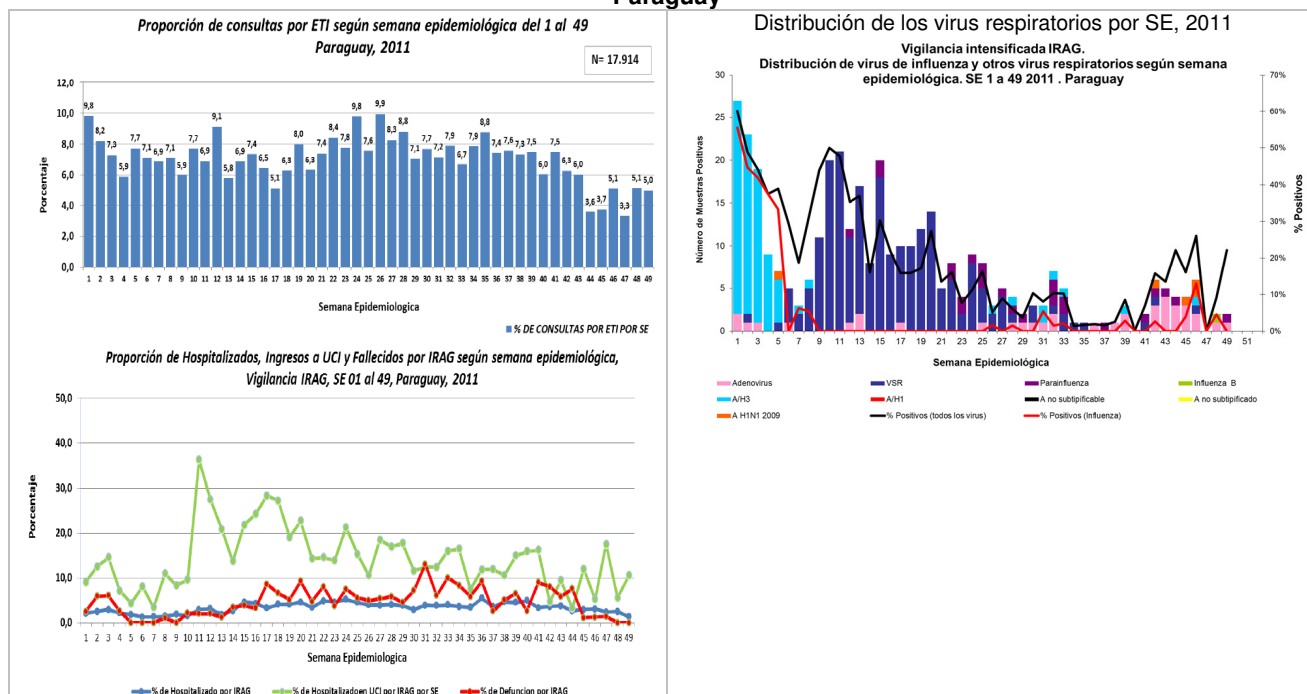 Paraguay
Proporción de consultas por ETI según semana epidemiológica del 1 al 49
Paraguay, 2011
N= 17.914
12,0
10,0
8,0
6,0
4,0
2,0
0,0
Porcentaje
9,8 8,2 7,3 5,9 7,7 7,1 6,9 7,1 5,9 7,7 6,9 9,1 5,8 6,9 7,4 6,5 5,1 6,3 8,0 6,3 7,4 8,4 7,8 9,8 7,6 9,9 8,3 8,8 7,1 7,7 7,2 7,9 6,7 7,9 8,8 7,4 7,6 7,3 7,5 6,0 7,5 6,3 6,0 3,6 3,7 5,1 3,3 5,1 5,0
1 2 3 4 5 6 7 8 9 10 11 12 13 14 15 16 17 18 19 20 21 22 23 24 25 26 27 28 29 30 31 32 33 34 35 36 37 38 39 40 41 42 43 44 45 46 47 48 49
Semana Epidemiologica
% DE CONSULTAS POR ETI POR SE
Proporción de Hospitalizados, Ingresos a UCI y Fallecidos por IRAG según semana epidemiológica,
Vigilancia IRAG, SE 01 al 49, Paraguay, 2011
50,0
40,0
30,0
20,0
10,0
0,0
Porcentaje
1 2 3 4 5 6 7 8 9 10 11 12 13 14 15 16 17 18 19 20 21 22 23 24 25 26 27 28 29 30 31 32 33 34 35 36 37 38 39 40 41 42 43 44 45 46 47 48 49
Semana Epidemiologica
% de Hospitalizado por IRAG % de Hospitalizadoen UCI por IRAG por SE % de Defuncion por IRAG
Distribución de los virus respiratorios por SE, 2011
Vigilancia intensificada IRAG.
Distribución de virus de influenza y otros virus respiratorios según semana
epidemiológica. SE 1 a 49 2011 . Paraguay
30
25
20
15
10
5
0
Número de Muestras Positivas
70%
60%
50%
40%
30%
20%
10%
0%
% Positivos
1 3 5 7 9 11 13 15 17 19 21 23 25 27 29 31 33 35 37 39 41 43 45 47 49 51
Semana Epidemiológica
Adenovirus VSR Parainfluenza Influenza B
A/H3 A/H1 A no subtipificable A no subtipificado
A H1N1 2009 % Positivos (todos los virus) % Positivos (Influenza)